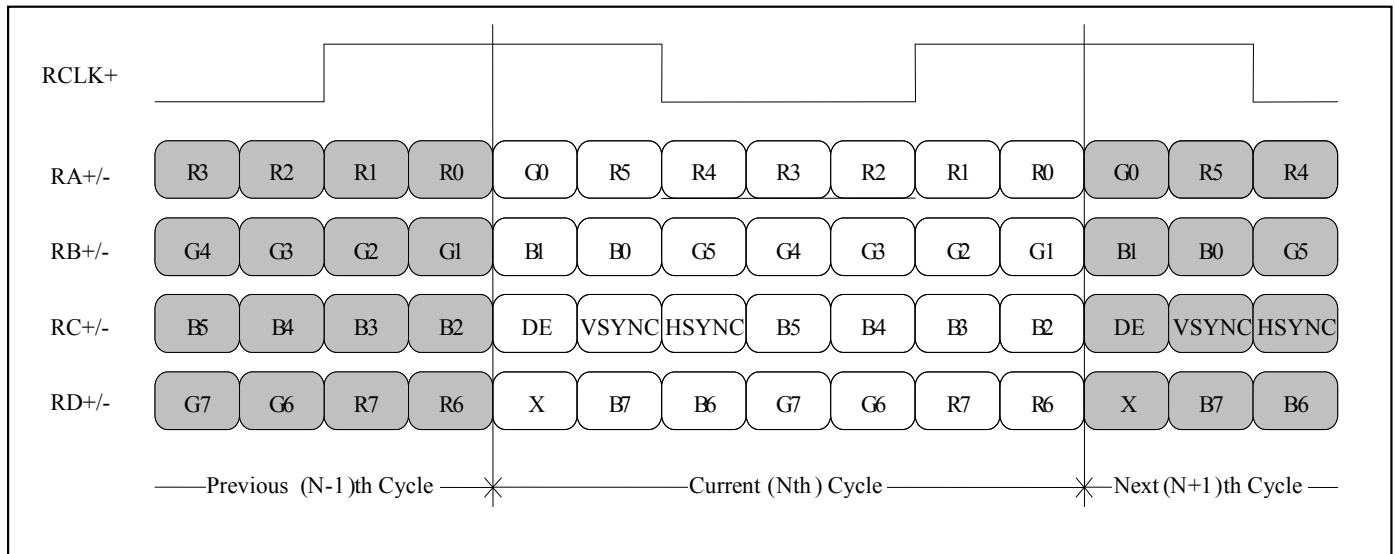 RCLK+
RA+/- R3 R2 R1 R0 G0 R5 R4 R3 R2 R1 R0 G0 R5 R4
RB+/- G4 G3 G2 G1 B1 B0 G5 G4 G3 G2 G1 B1 B0 G5
RC+/- B5 B4 B3 B2 DE VSYNC HSYNC B5 B4 B3 B2 DE VSYNC HSYNC
RD+/- G7 G6 R7 R6 X B7 B6 G7 G6 R7 R6 X B7 B6
Previous (N-1)th Cycle Current (Nth) Cycle Next (N+1)th Cycle